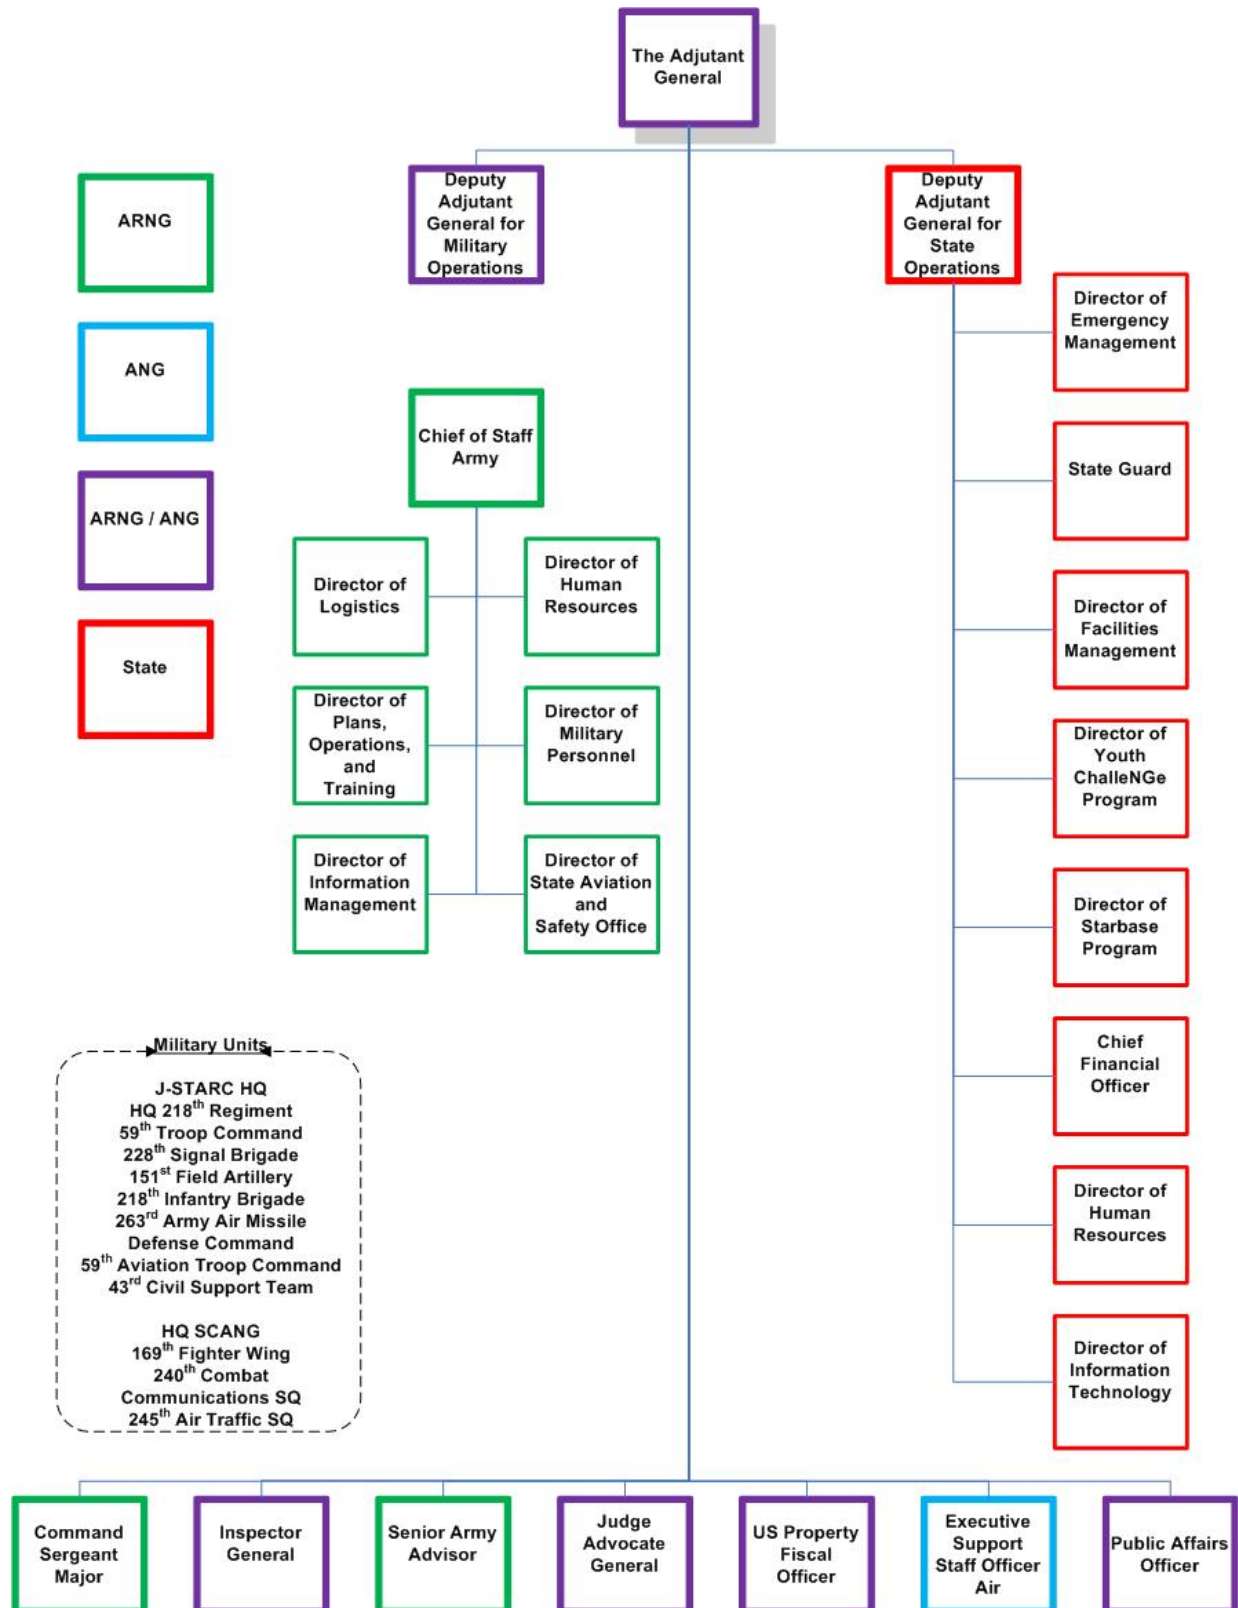 The Adjutant
General
Deputy
Adjutant
General for
Military
Operations
Deputy
Adjutant
General for
State
Operations
ARNG
ANG
ARNG / ANG
State
Chief of Staff
Army
Director of
Logistics
Director of
Human
Resources
Director of
Plans,
Operations,
and
Training
Director of
Military
Personnel
Director of
Information
Management
Director of
State Aviation
and
Safety Office
Director of
Emergency
Management
State Guard
Director of
Facilities
Management
Director of
Youth
ChalleNGe
Program
Director of
Starbase
Program
Chief
Financial
Officer
Director of
Human
Resources
Director of
Information
Technology
Military Units
J-STARC HQ
HQ 218th Regiment
59th Troop Command
228th Signal Brigade
151st Field Artillery
218th Infantry Brigade
263rd Army Air Missile
Defense Command
59th Aviation Troop Command
43rd Civil Support Team
HQ SCANG
169th Fighter Wing
240th Combat
Communications SQ
245th Air Traffic SQ
Command
Sergeant
Major
Inspector
General
Senior Army
Advisor
Judge
Advocate
General
US Property
Fiscal
Officer
Executive
Support
Staff Officer
Air
Public Affairs
Officer